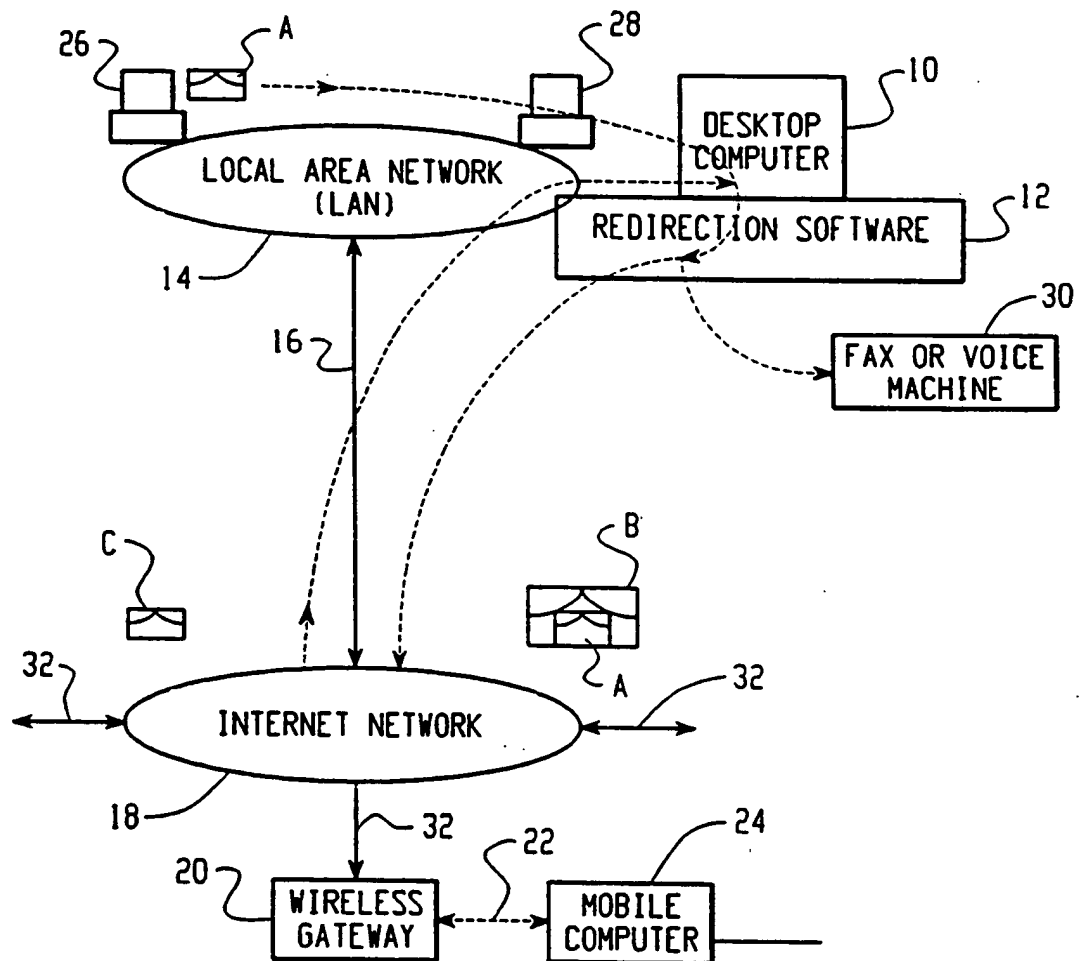 26
A
28
10
DESKTOP
COMPUTER
LOCAL AREA NETWORK
(LAN)
12
REDIRECTION SOFTWARE
14
30
16
FAX OR VOICE
MACHINE
C
B
A
32
32
INTERNET NETWORK
18
32
24
22
20
WIRELESS
GATEWAY
MOBILE
COMPUTER